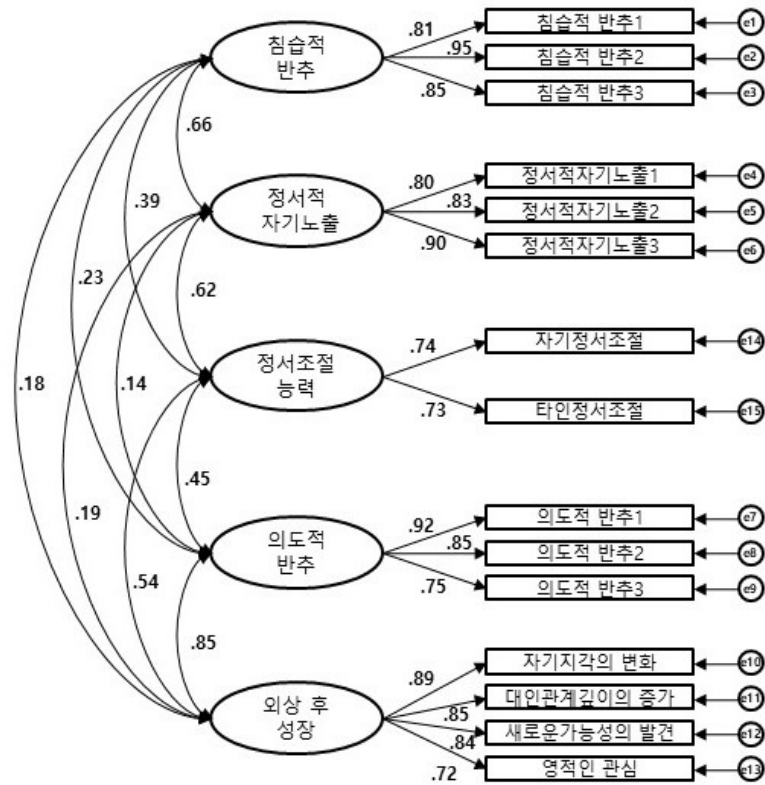 침습적
반추
.81
.95
.85
침습적 반추1
침습적 반추2
침습적 반추3
e1
e2
e3
.66
정서적
자기노출
.80
.83
.90
정서적자기노출1
정서적자기노출2
정서적자기노출3
e4
e5
e6
.39
.23
.62
정서조절
능력
.74
.73
자기정서조절
타인정서조절
e14
e15
.18
.14
.45
.19
의도적
반추
.92
.85
.75
의도적 반추1
의도적 반추2
의도적 반추3
e7
e8
e9
.54
.85
외상 후
성장
.89
.85
.84
.72
자기지각의 변화
대인관계깊이의 증가
새로운가능성의 발견
영적인 관심
e10
e11
e12
e13